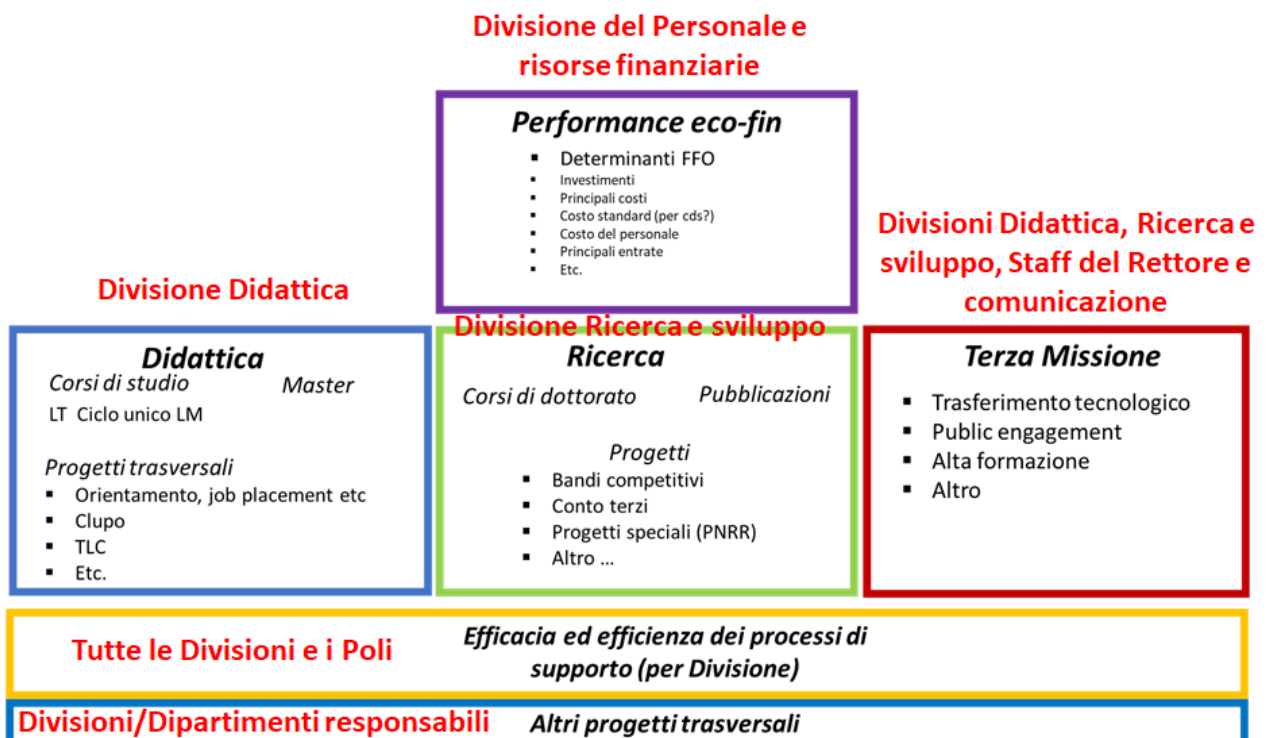 Divisione del Personale e
risorse finanziarie
Performance eco-fin
▪ Determinanti FFO
▪ Investimenti
▪ Principali costi
▪ Costo standard (per cds?)
▪ Costo del personale
▪ Principali entrate
▪ Etc.
Divisioni Didattica, Ricerca e
sviluppo, Staff del Rettore e
comunicazione
Divisione Didattica
Didattica
Corsi di studio Master
LT Ciclo unico LM
Progetti trasversali
▪ Orientamento, job placement etc
▪ Clupo
▪ TLC
▪ Etc.
Divisione Ricerca e sviluppo
Ricerca
Corsi di dottorato Pubblicazioni
Progetti
▪ Bandi competitivi
▪ Conto terzi
▪ Progetti speciali (PNRR)
▪ Altro ...
Terza Missione
▪ Trasferimento tecnologico
▪ Public engagement
▪ Alta formazione
▪ Altro
Tutte le Divisioni e i Poli
Efficacia ed efficienza dei processi di
supporto (per Divisione)
Divisioni/Dipartimenti responsabili Altri progetti trasversali